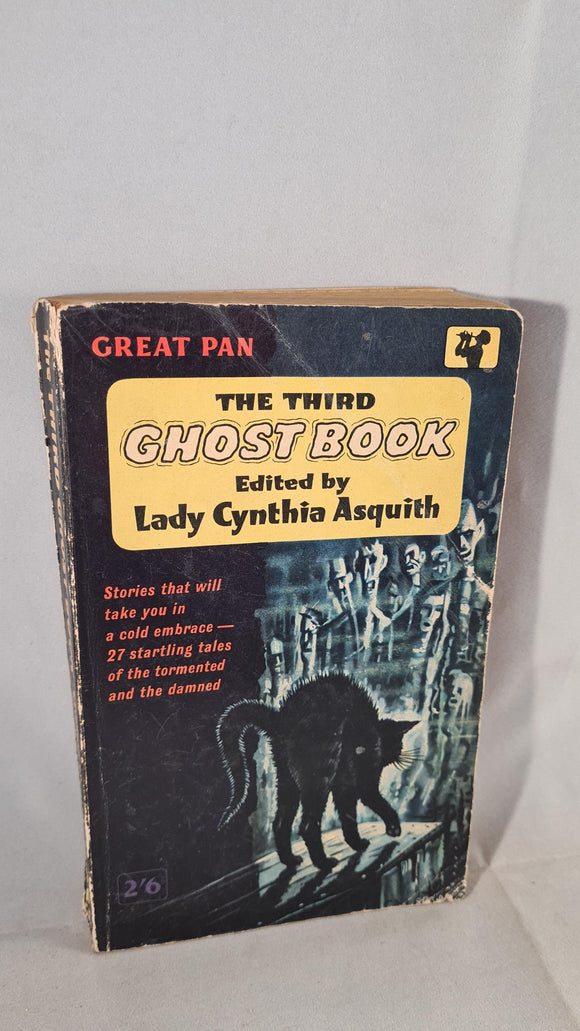 GREAT PAN
THE THIRD
GHOST BOOK
Edited by
Lady Cynthia Asquith
Stories that will
take you in
a cold embrace —
27 startling tales
of the tormented
and the damned
2'6